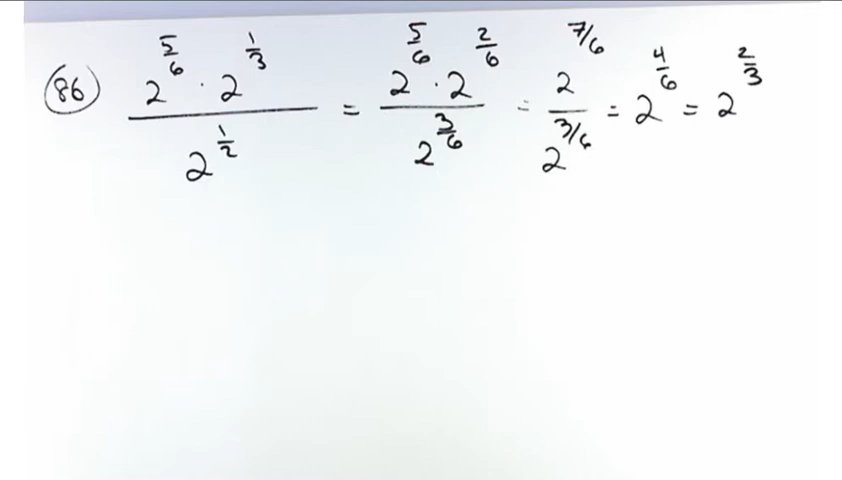 (86) (2^(5/6) · 2^(1/3)) / 2^(1/2) = (2^(5/6) · 2^(2/6)) / 2^(3/6) = 2^(7/6) / 2^(3/6) = 2^(4/6) = 2^(2/3)